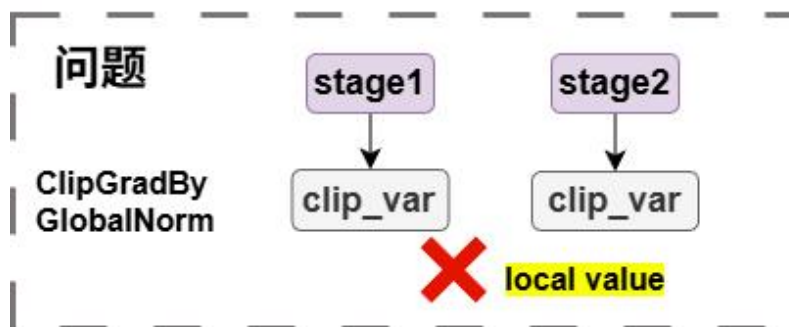 问题
stage1
stage2
ClipGradBy
GlobalNorm
clip_var
clip_var
local value